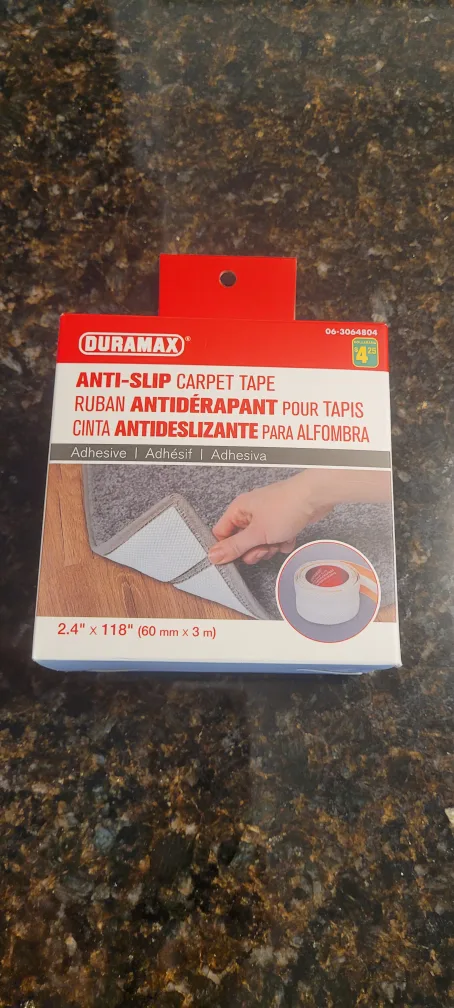 06-3064804
DURAMAX®
$4 25
ANTI-SLIP CARPET TAPE
RUBAN ANTIDÉRAPANT POUR TAPIS
CINTA ANTIDESLIZANTE PARA ALFOMBRA
Adhesive | Adhésif | Adhesiva
2.4" x 118" (60 mm x 3 m)